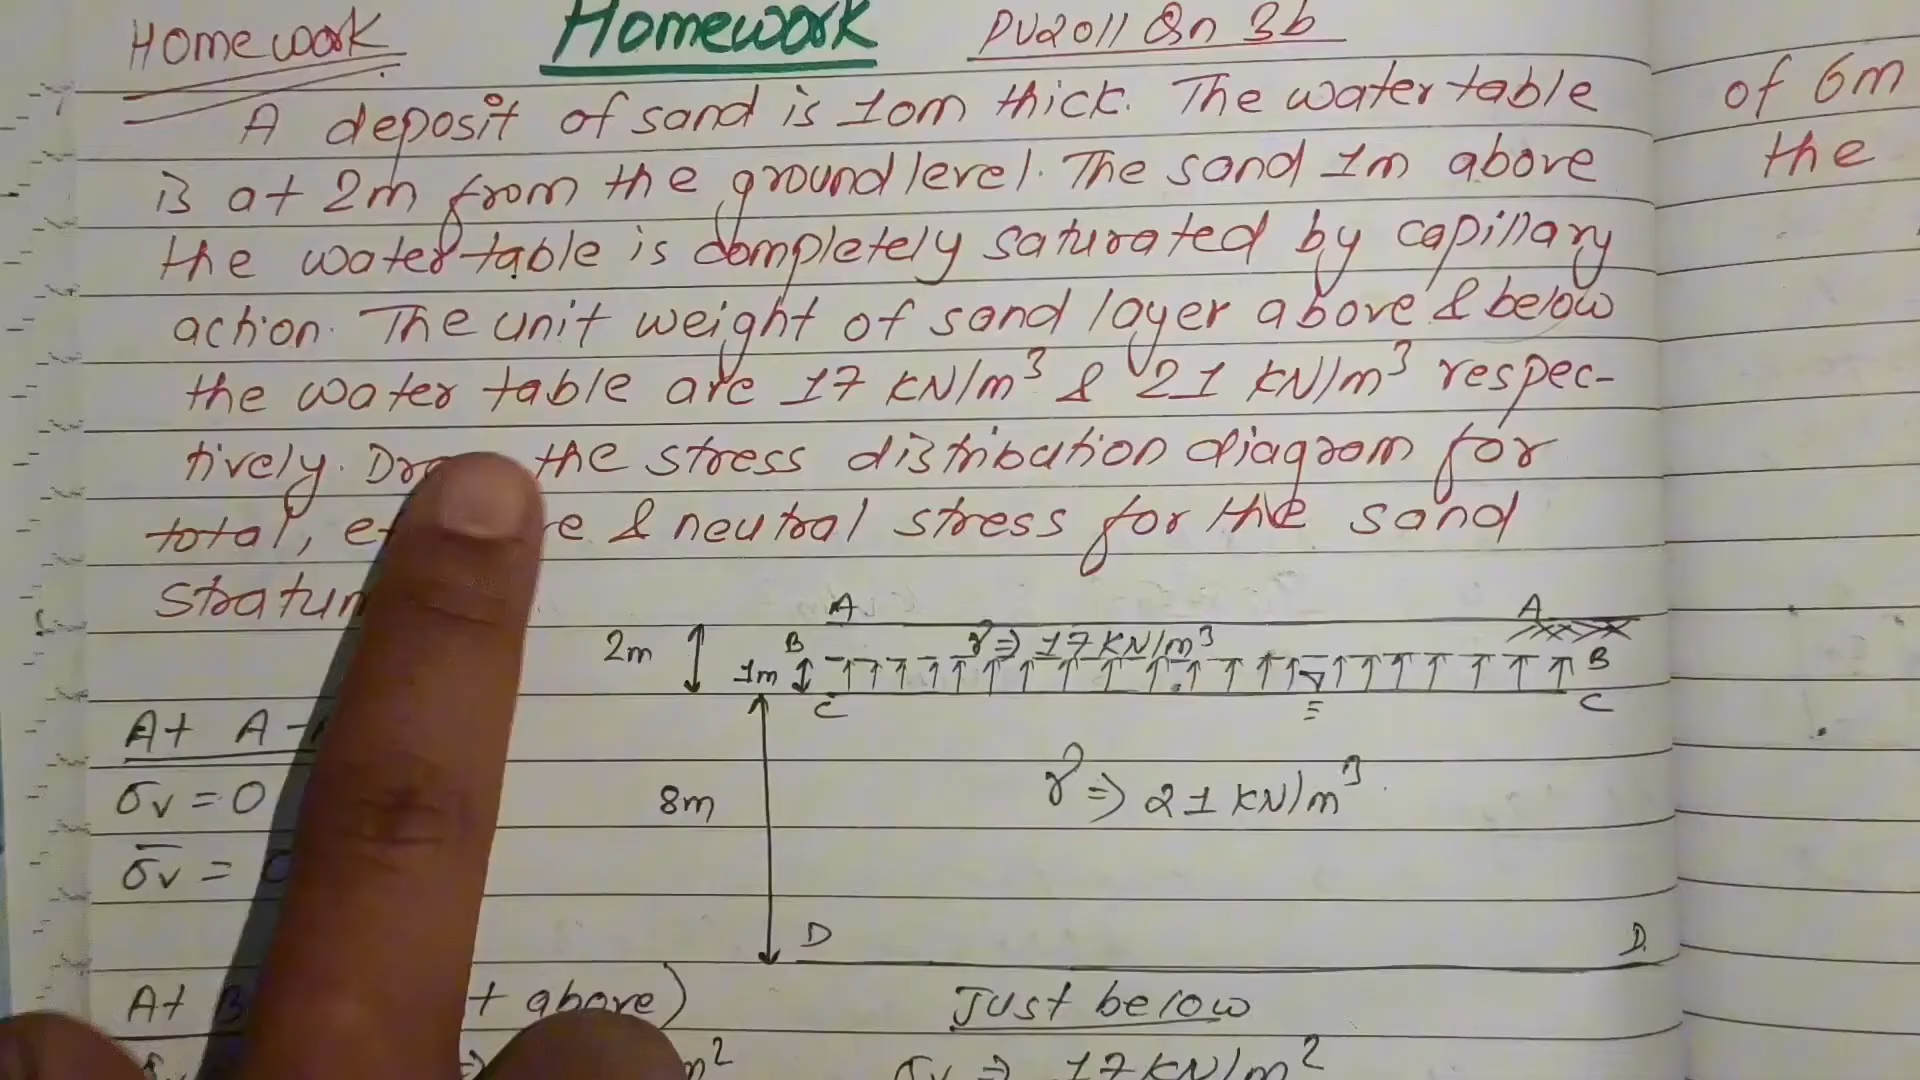 Homework Homework PU2011 Qn 3b
A deposit of sand is 10m thick. The water table
is at 2m from the ground level. The sand 1m above
the water table is completely saturated by capillary
action. The unit weight of sand layer above & below
the water table are 17 KN/m³ & 21 KN/m³ respec-
tively. the stress distribution diagram for
total, & neutral stress for the sand
of 6m
the
A A
2m B γ⇒ 17 KN/m³
1m B
C C
At
σv = 0
σ̄v =
8m γ⇒ 21 KN/m³
D D
At above) Just below
σv ⇒ 17 KN/m²